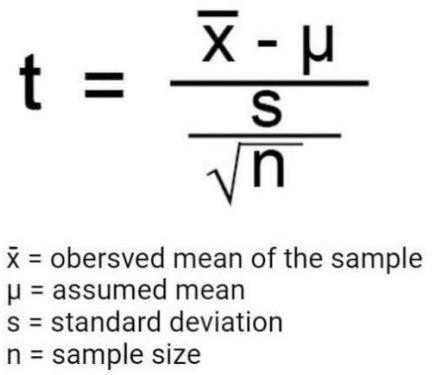 t = x̄ - μ
s
√n
x̄ = obersved mean of the sample
μ = assumed mean
s = standard deviation
n = sample size